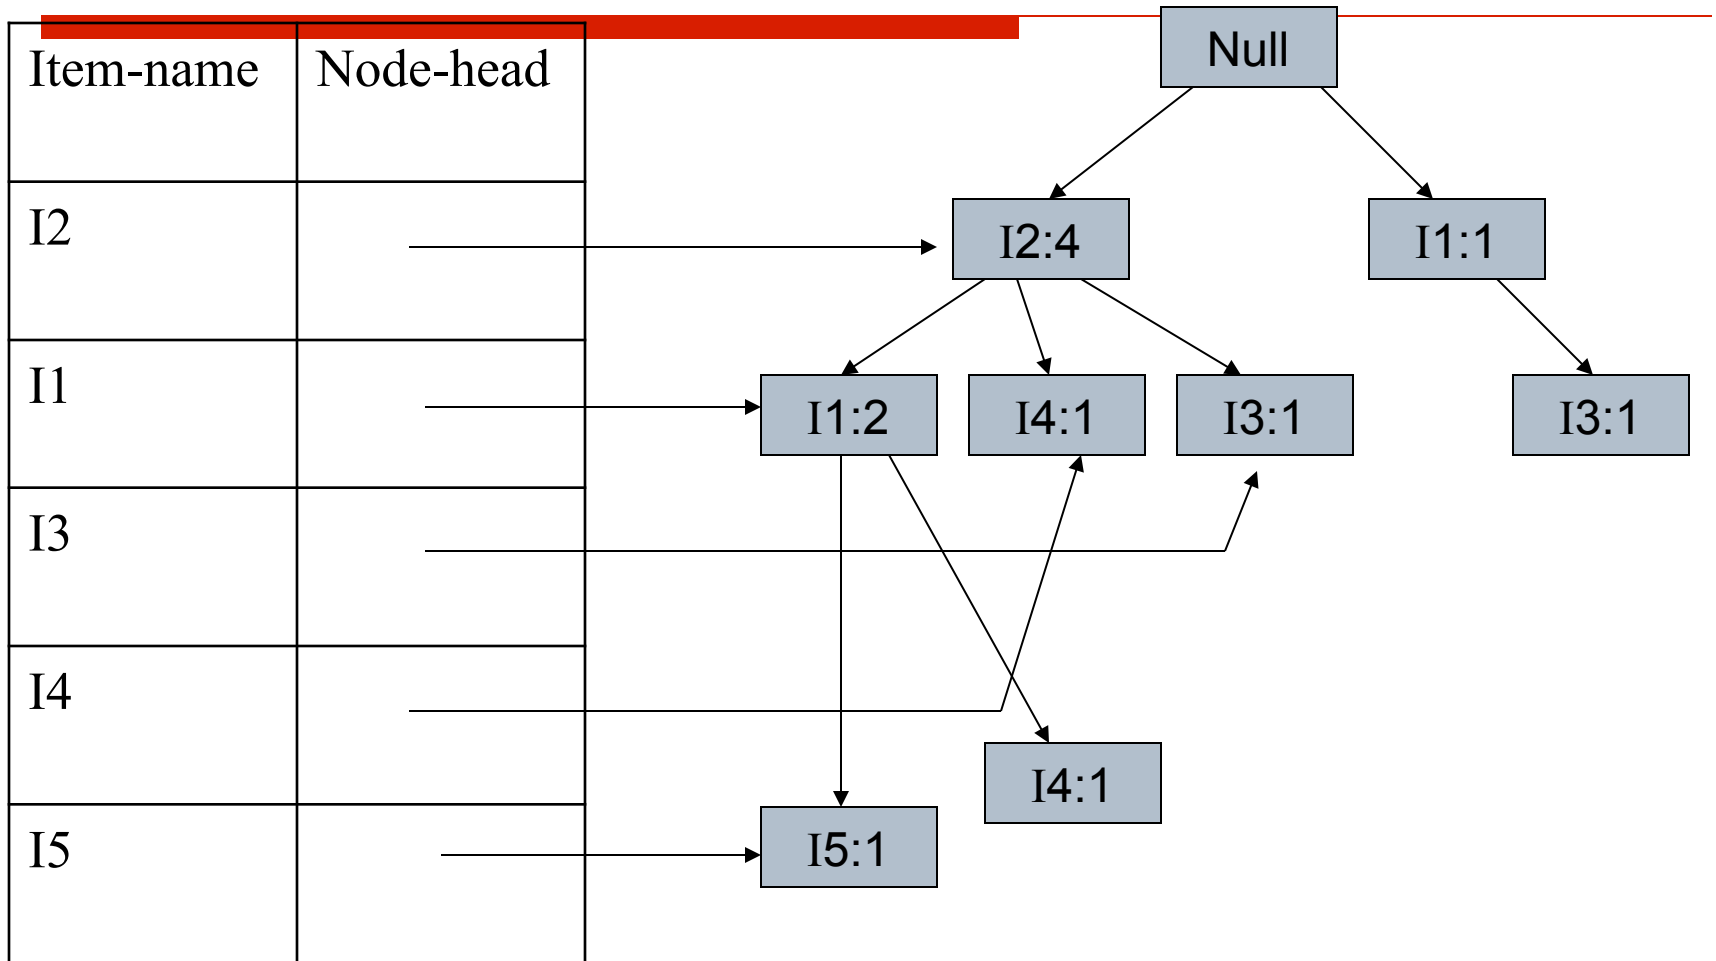 Item-name Node-head
Null
I2
I2:4 I1:1
I1
I1:2 I4:1 I3:1 I3:1
I3
I4
I4:1
I5
I5:1